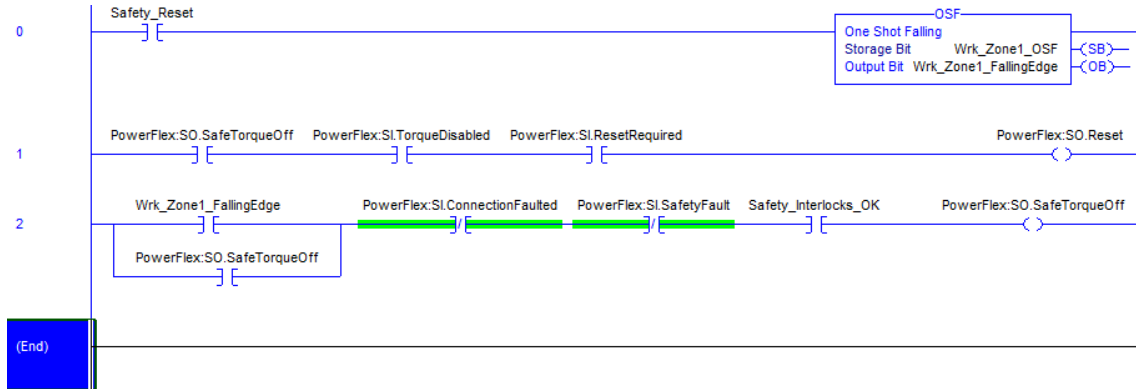 Safety_Reset
OSF
0
One Shot Falling
Storage Bit Wrk_Zone1_OSF (SB)
Output Bit Wrk_Zone1_FallingEdge (OB)
PowerFlex:SO.SafeTorqueOff PowerFlex:SI.TorqueDisabled PowerFlex:SI.ResetRequired PowerFlex:SO.Reset
1
Wrk_Zone1_FallingEdge PowerFlex:SI.ConnectionFaulted PowerFlex:SI.SafetyFault Safety_Interlocks_OK PowerFlex:SO.SafeTorqueOff
2
PowerFlex:SO.SafeTorqueOff
(End)